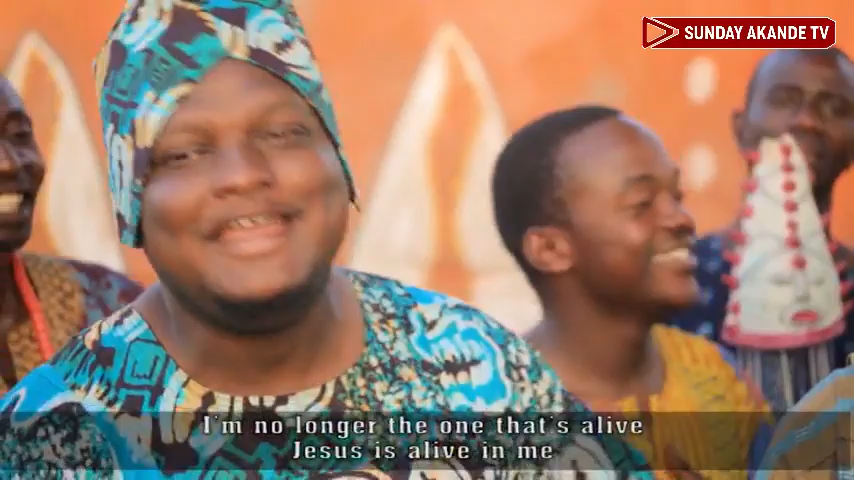 SUNDAY AKANDE TV
I'm no longer the one that's alive
Jesus is alive in me